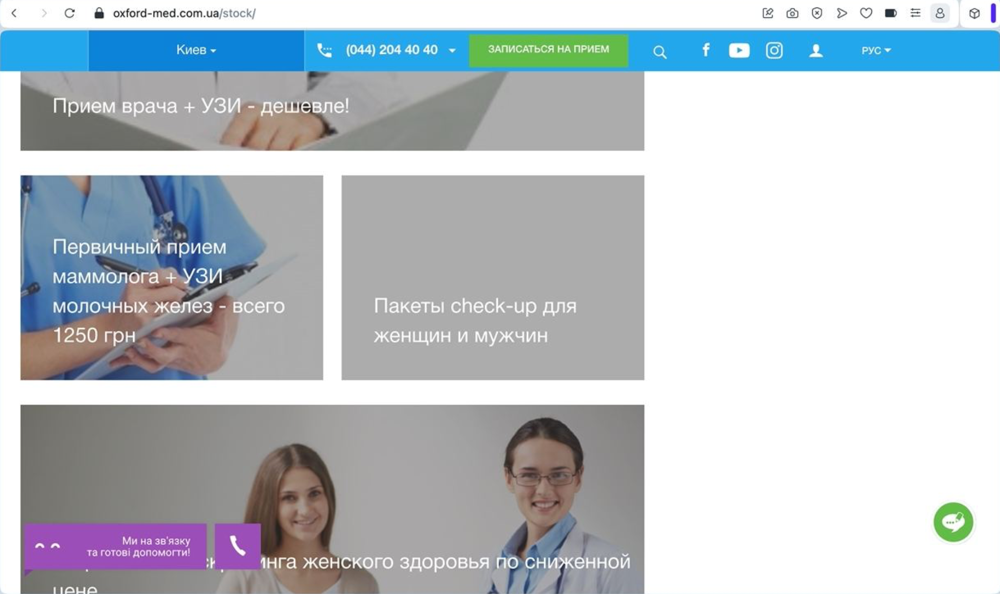 oxford-med.com.ua/stock/
Киев
(044) 204 40 40
ЗАПИСАТЬСЯ НА ПРИЕМ
РУС
Прием врача + УЗИ - дешевле!
Первичный прием
маммолога + УЗИ
молочных желез - всего
1250 грн
Пакеты check-up для
женщин и мужчин
Ми на зв'язку
та готові допомогти!
женского здоровья по сниженной
цене